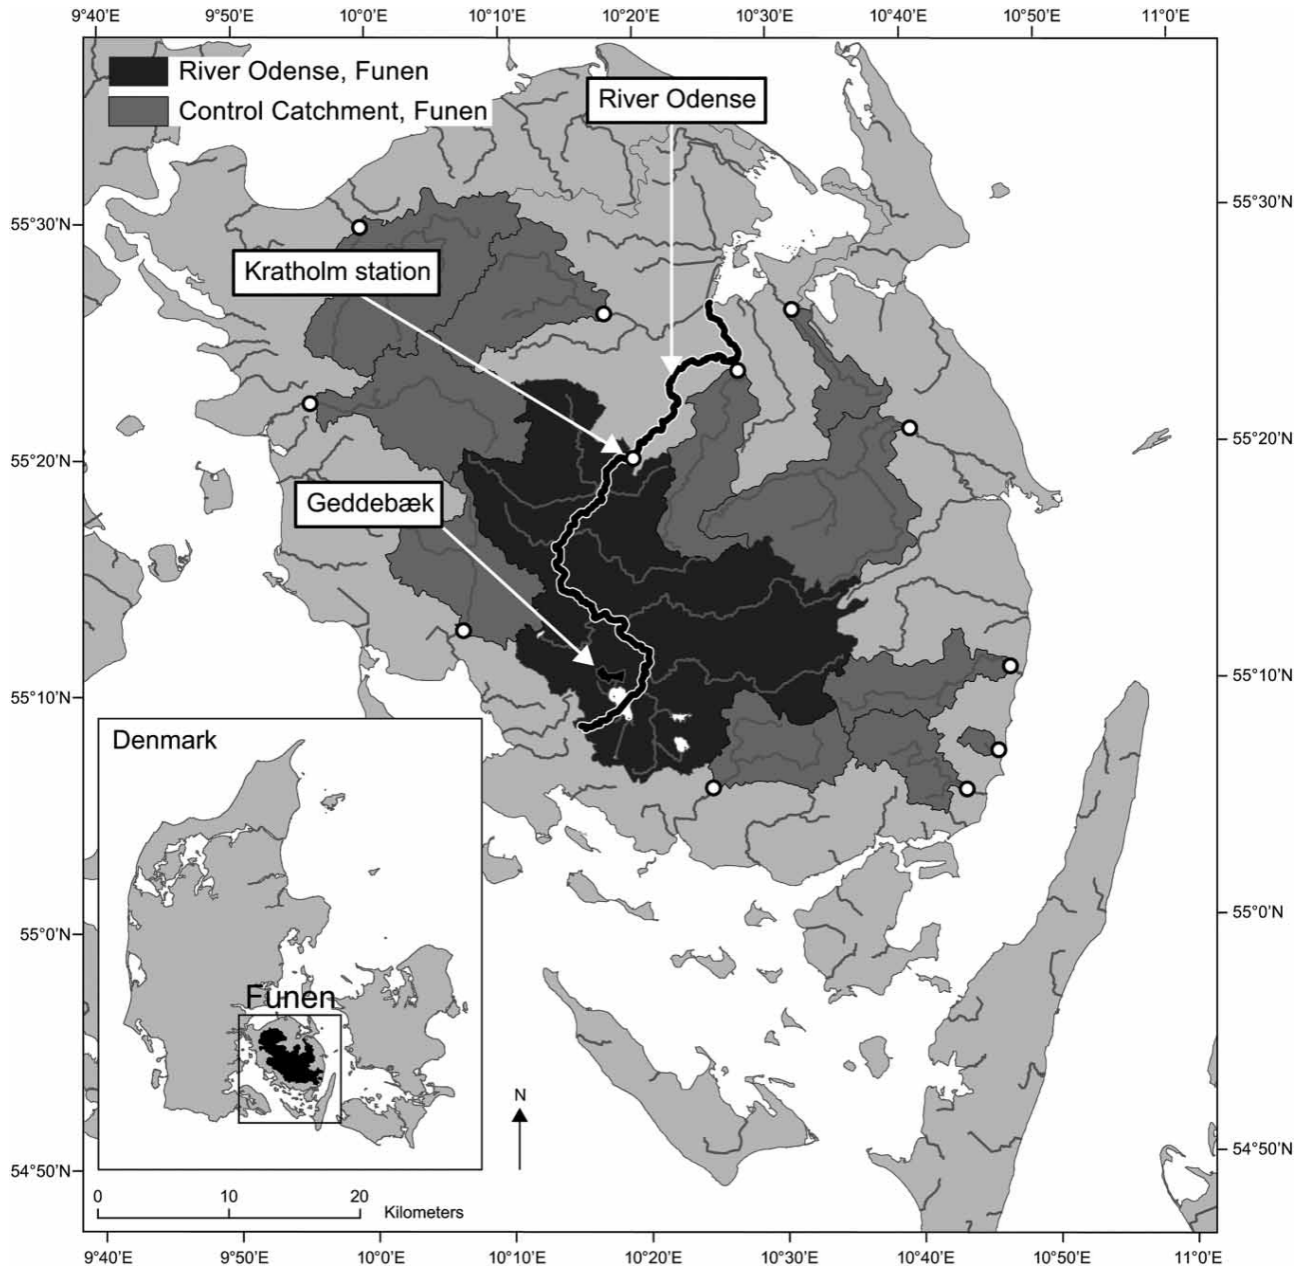 9°40'E 9°50'E 10°0'E 10°10'E 10°20'E 10°30'E 10°40'E 10°50'E 11°0'E
River Odense, Funen
Control Catchment, Funen
River Odense
55°30'N
55°30'N
Kratholm station
55°20'N
55°20'N
Geddebæk
55°10'N
55°10'N
Denmark
55°0'N
55°0'N
Funen
N
54°50'N
54°50'N
0 10 20
Kilometers
9°40'E 9°50'E 10°0'E 10°10'E 10°20'E 10°30'E 10°40'E 10°50'E 11°0'E